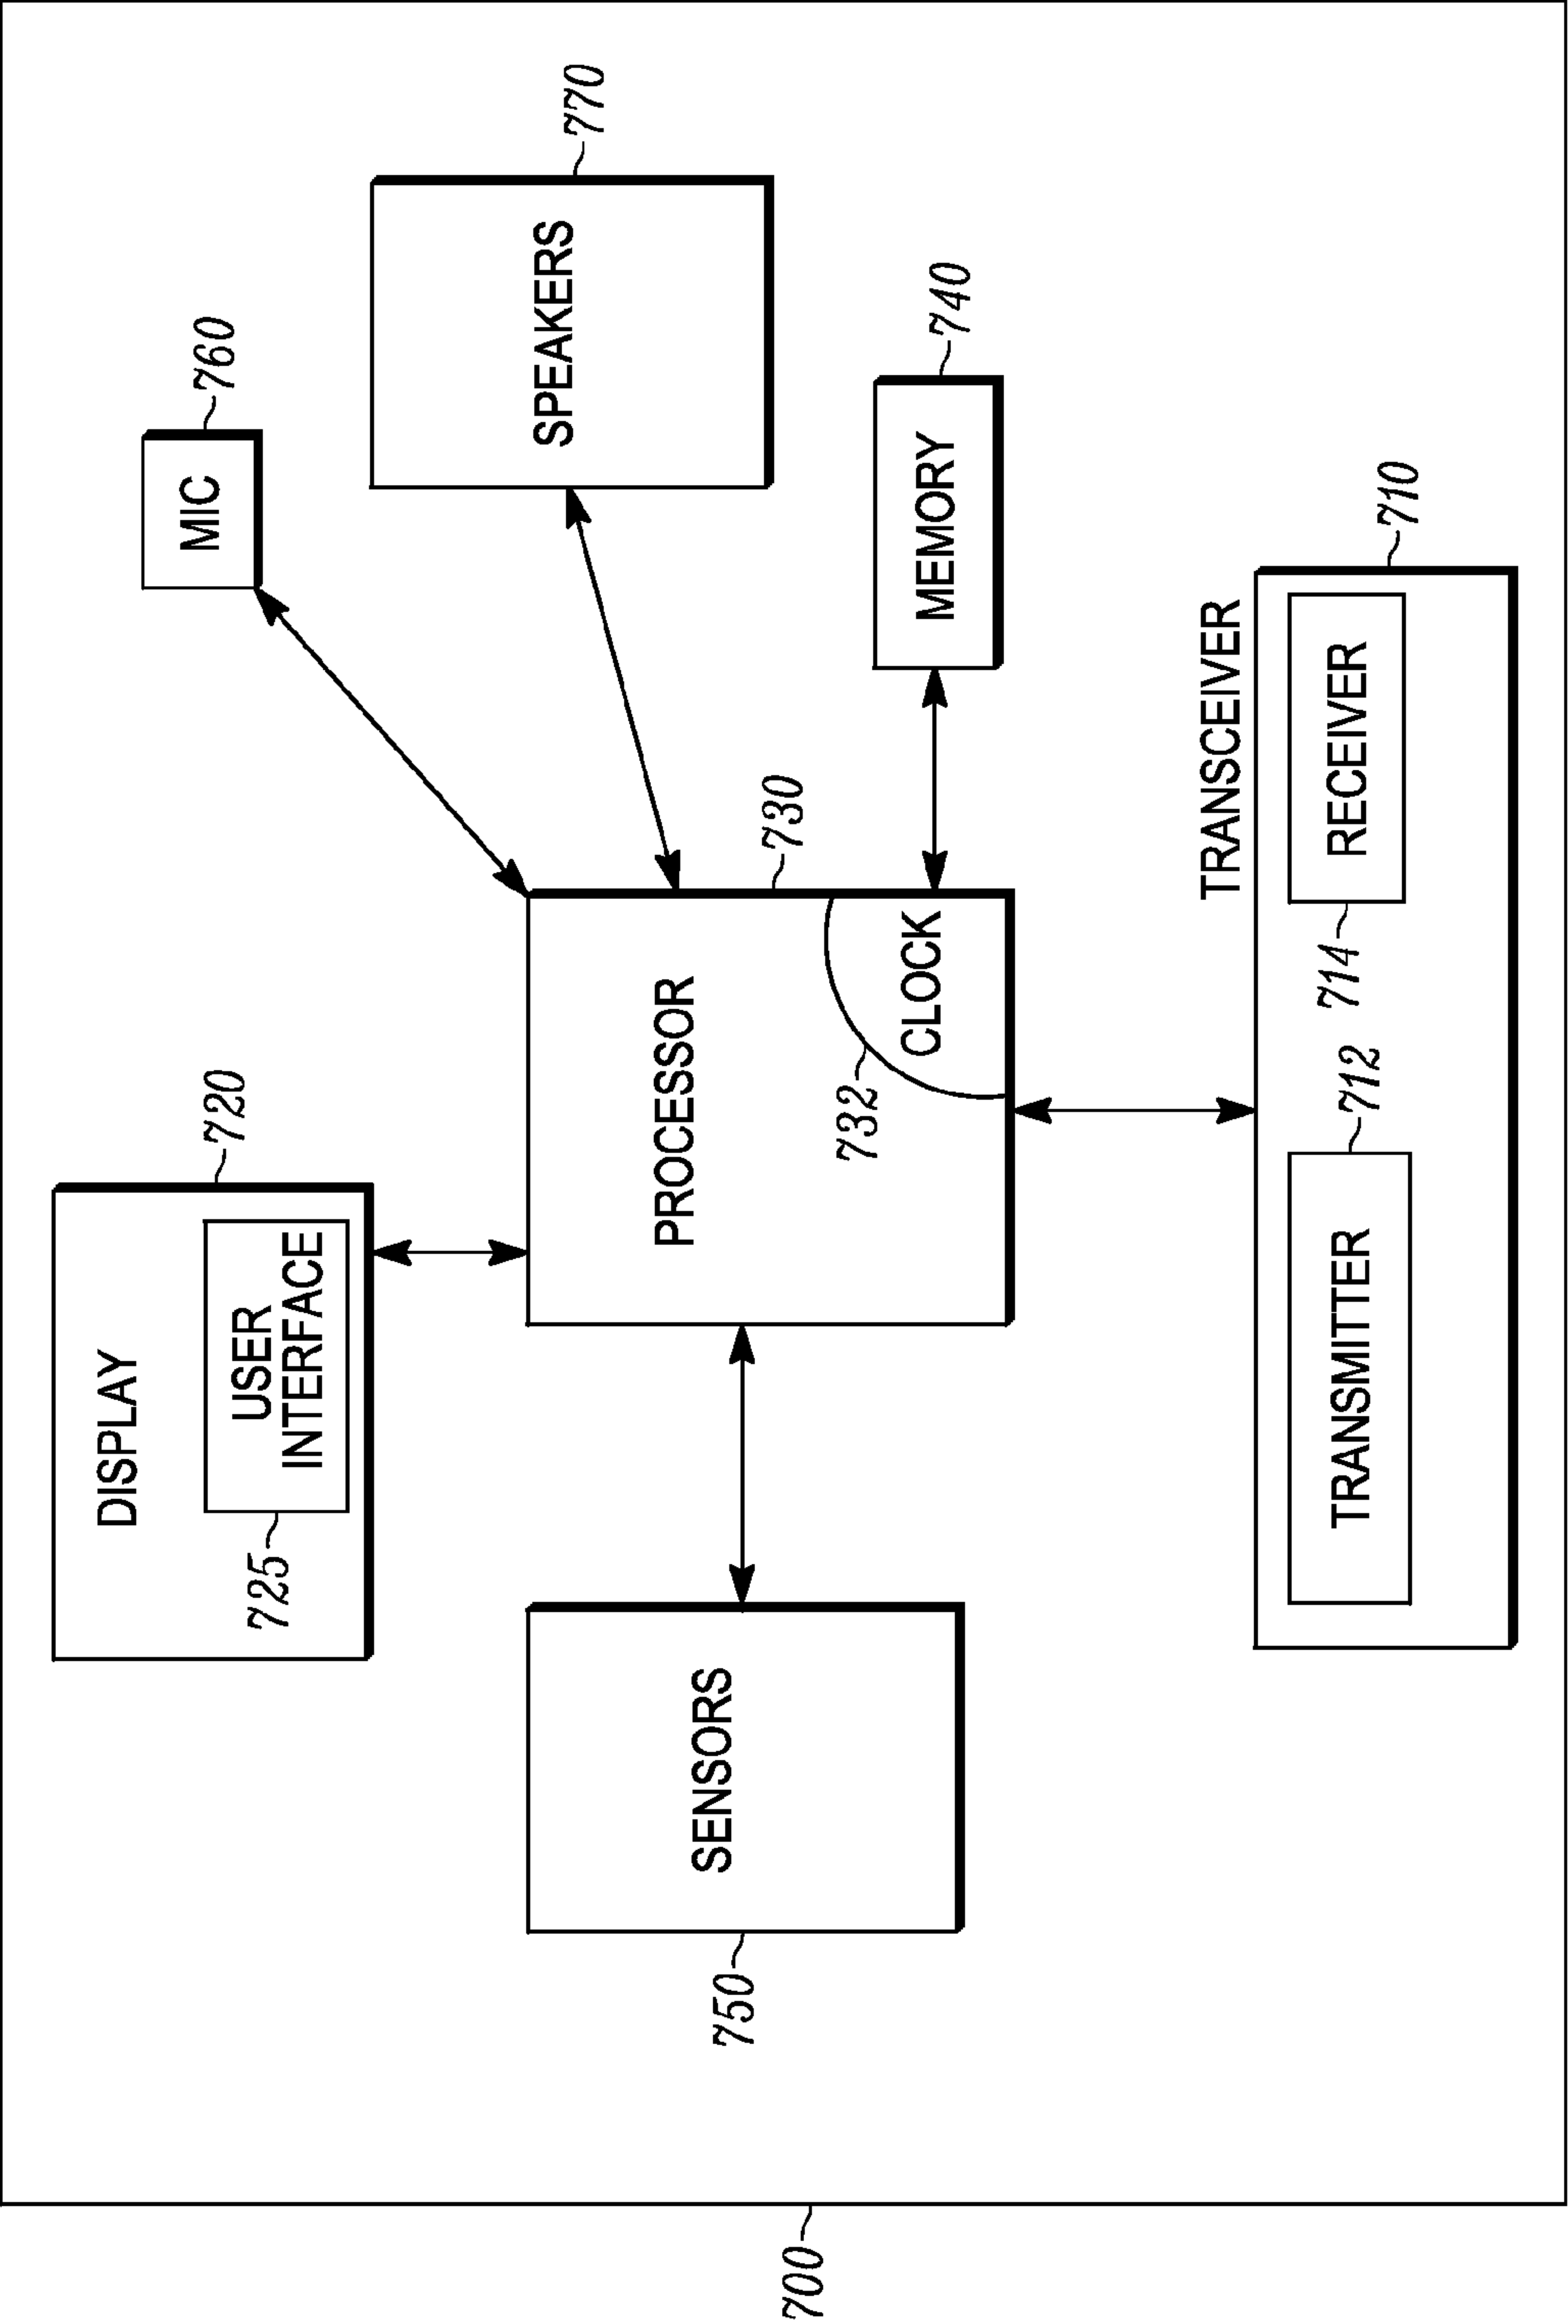 700
DISPLAY
USER
INTERFACE
725
720
MIC
760
SPEAKERS
770
SENSORS
750
PROCESSOR
730
732
CLOCK
MEMORY
740
TRANSCEIVER
710
TRANSMITTER
712
714
RECEIVER